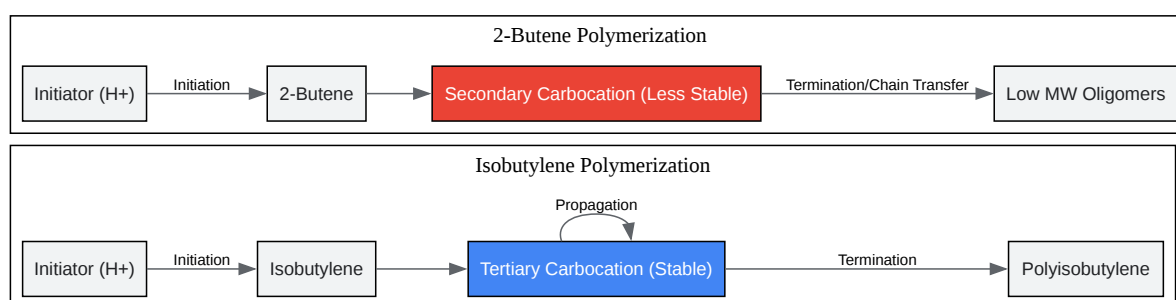 2-Butene Polymerization
Initiator (H+)
Initiation
2-Butene
Secondary Carbocation (Less Stable)
Termination/Chain Transfer
Low MW Oligomers
Isobutylene Polymerization
Propagation
Initiator (H+)
Initiation
Isobutylene
Tertiary Carbocation (Stable)
Termination
Polyisobutylene